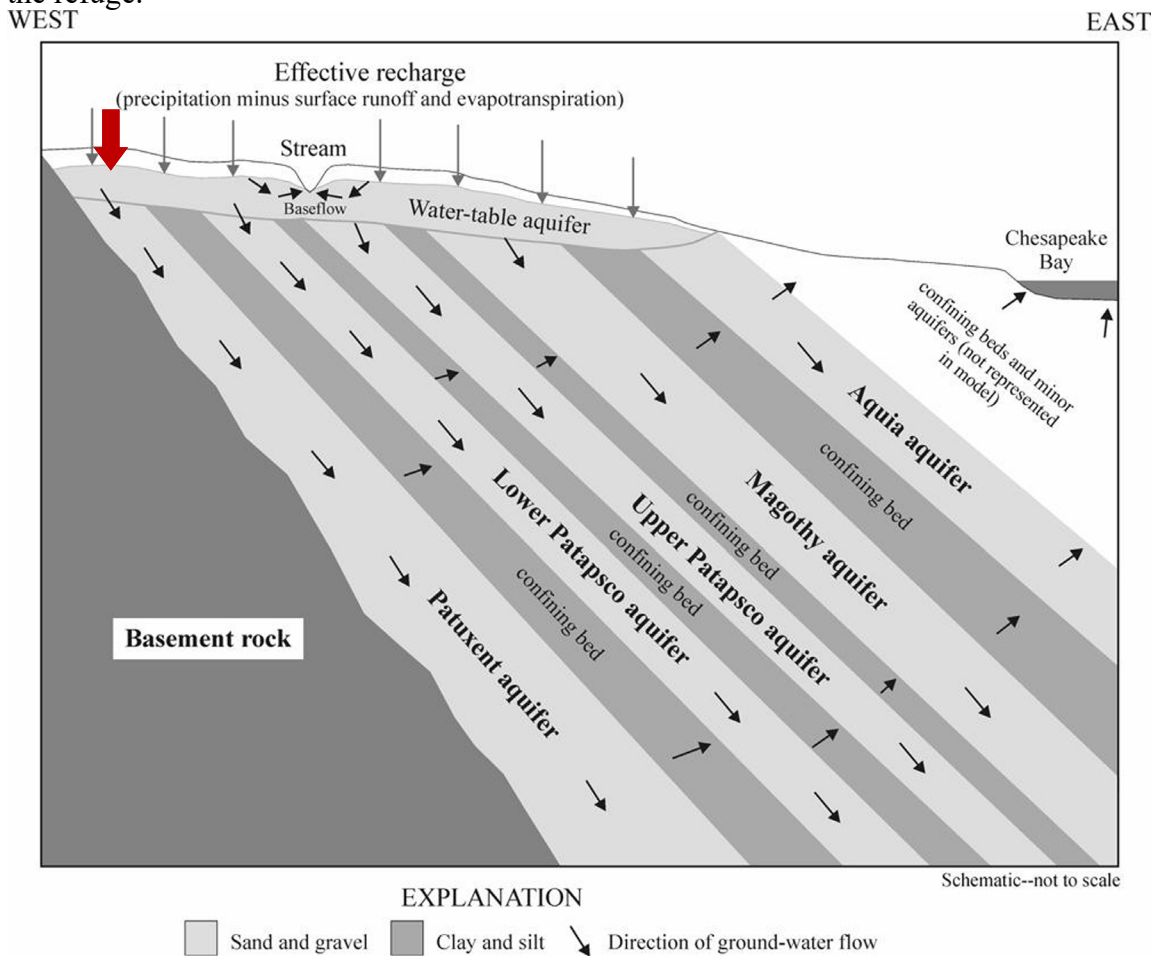 the refuge.
WEST
EAST
Effective recharge
(precipitation minus surface runoff and evapotranspiration)
Stream
Baseflow
Water-table aquifer
Chesapeake
Bay
confining beds and minor
aquifers (not represented
in model)
Aquia aquifer
confining bed
Magothy aquifer
confining bed
Upper Patapsco aquifer
confining bed
Lower Patapsco aquifer
confining bed
Patuxent aquifer
Basement rock
Schematic--not to scale
EXPLANATION
Sand and gravel
Clay and silt
Direction of ground-water flow